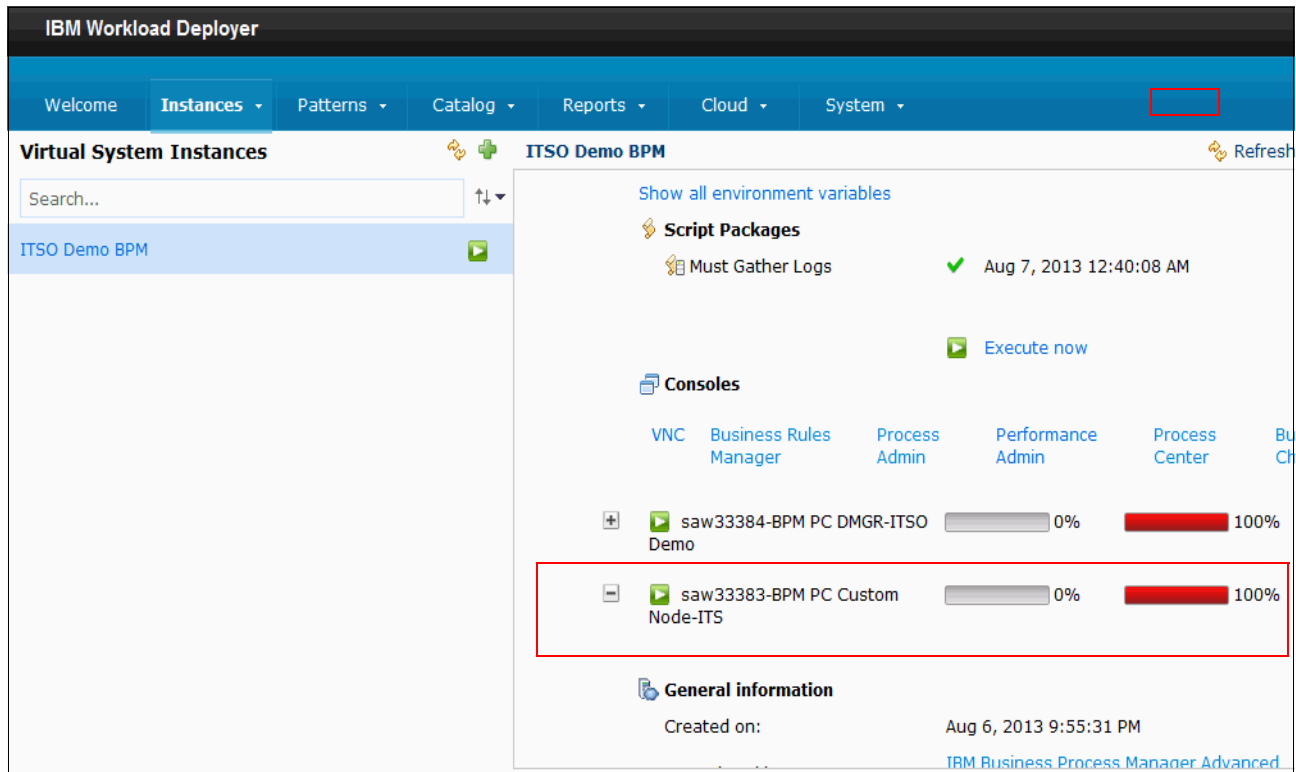 IBM Workload Deployer
Welcome Instances Patterns Catalog Reports Cloud System
Virtual System Instances
ITSO Demo BPM
Refresh
Search...
ITSO Demo BPM
Show all environment variables
Script Packages
Must Gather Logs
Aug 7, 2013 12:40:08 AM
Execute now
Consoles
VNC
Business Rules
Manager
Process
Admin
Performance
Admin
Process
Center
Bu
Ch
saw33384-BPM PC DMGR-ITSO
Demo
0%
100%
saw33383-BPM PC Custom
Node-ITS
0%
100%
General information
Created on:
Aug 6, 2013 9:55:31 PM
IBM Business Process Manager Advanced